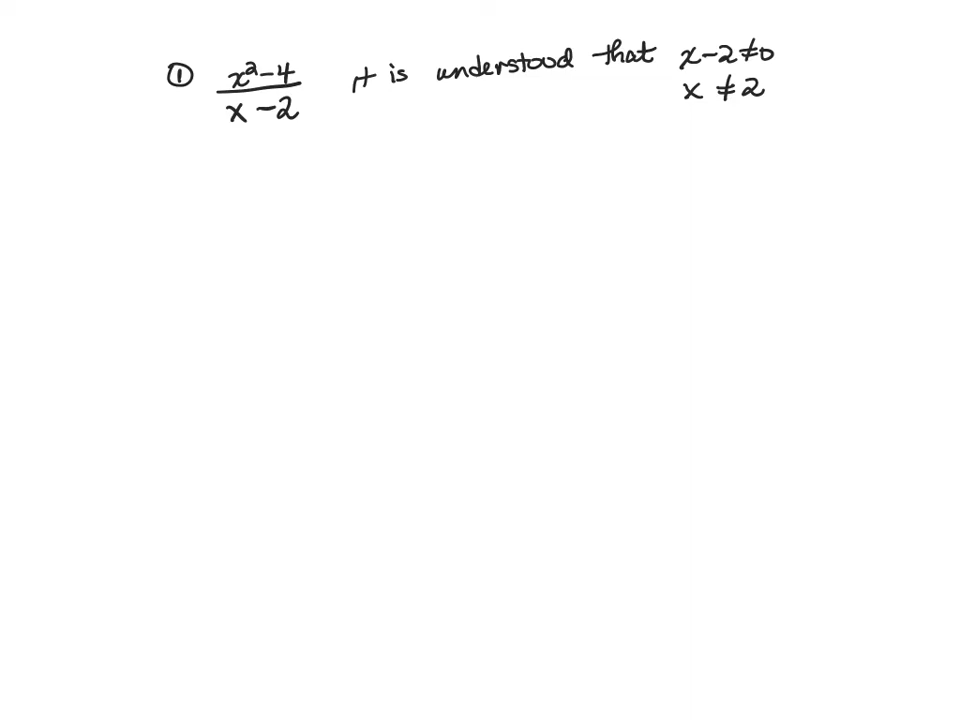 ① x²-4 / x-2 It is understood that x-2≠0
x ≠2